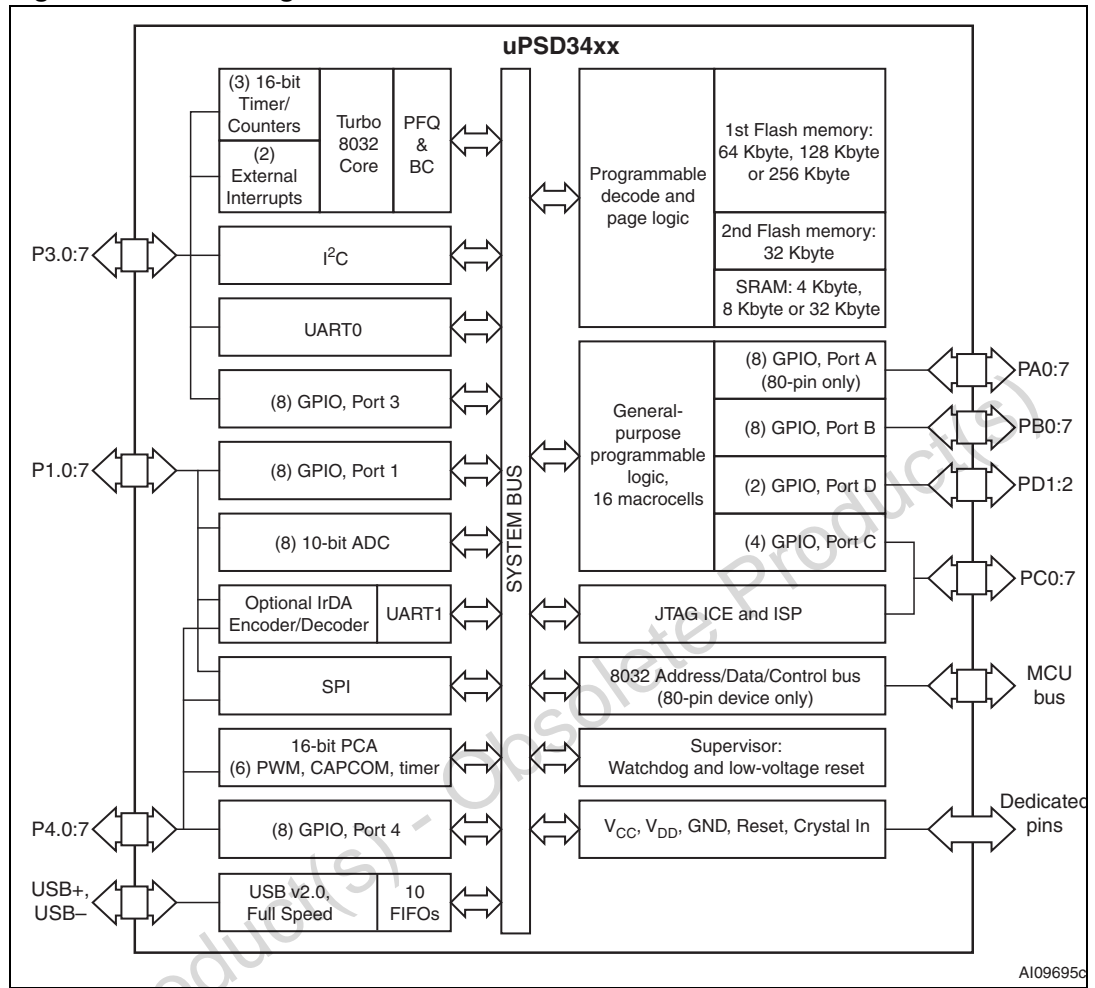 uPSD34xx
(3) 16-bit
Timer/
Counters
(2)
External
Interrupts
Turbo
8032
Core
PFQ
&
BC
I²C
UART0
(8) GPIO, Port 3
(8) GPIO, Port 1
(8) 10-bit ADC
Optional IrDA
Encoder/Decoder
UART1
SPI
16-bit PCA
(6) PWM, CAPCOM, timer
(8) GPIO, Port 4
USB v2.0,
Full Speed
10
FIFOs
P3.0:7
P1.0:7
P4.0:7
USB+,
USB–
SYSTEM BUS
Programmable
decode and
page logic
1st Flash memory:
64 Kbyte, 128 Kbyte
or 256 Kbyte
2nd Flash memory:
32 Kbyte
SRAM: 4 Kbyte,
8 Kbyte or 32 Kbyte
General-
purpose
programmable
logic,
16 macrocells
(8) GPIO, Port A
(80-pin only)
(8) GPIO, Port B
(2) GPIO, Port D
(4) GPIO, Port C
JTAG ICE and ISP
8032 Address/Data/Control bus
(80-pin device only)
Supervisor:
Watchdog and low-voltage reset
VCC, VDD, GND, Reset, Crystal In
PA0:7
PB0:7
PD1:2
PC0:7
MCU
bus
Dedicated
pins
AI09695c
Obsolete Product(s)